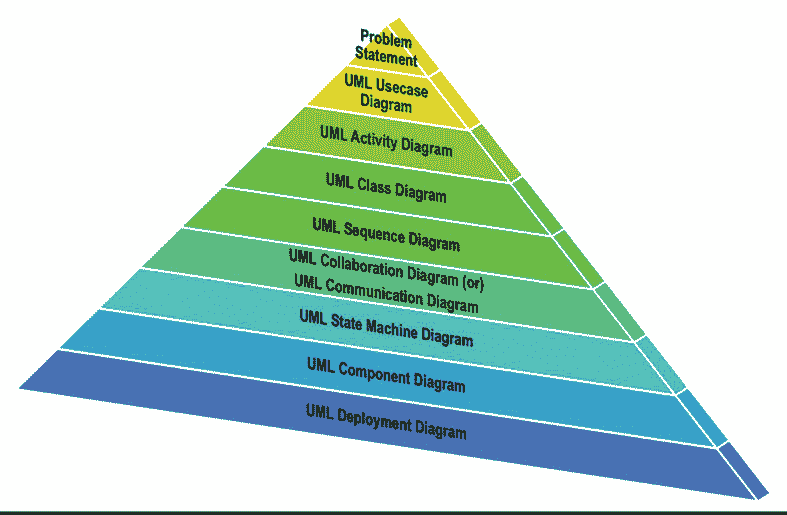 Problem
Statement
UML Usecase
Diagram
UML Activity Diagram
UML Class Diagram
UML Sequence Diagram
UML Collaboration Diagram (or)
UML Communication Diagram
UML State Machine Diagram
UML Component Diagram
UML Deployment Diagram